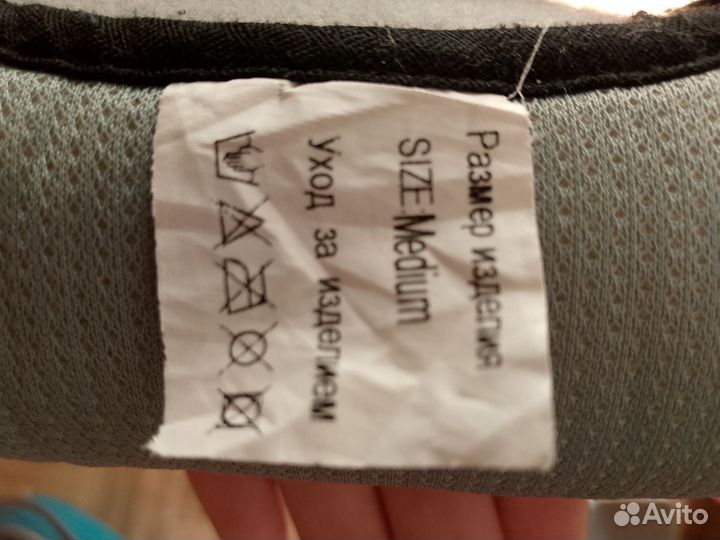 Размер изделия
SIZE:Medium
Уход за изделием
Avito